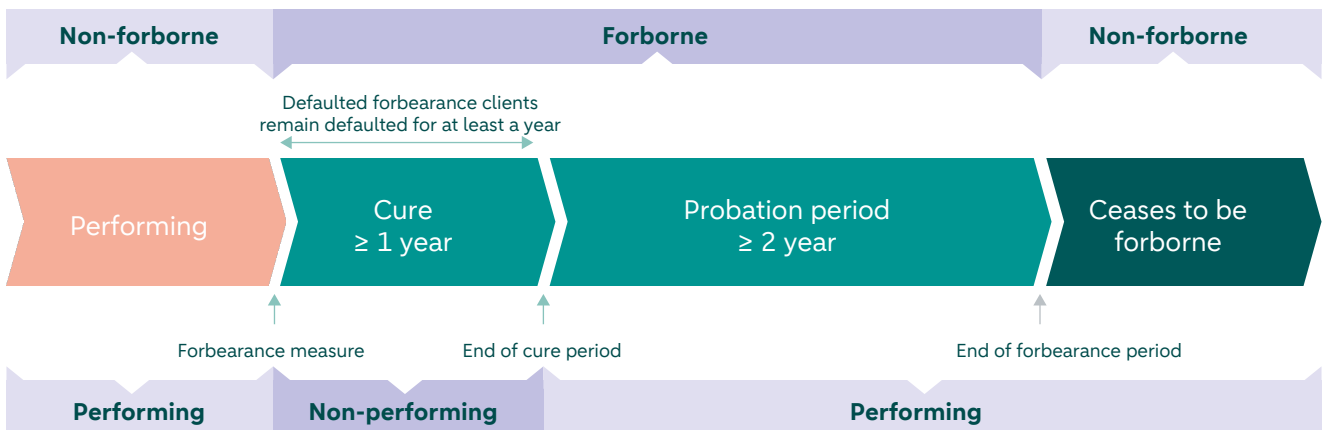 Non-forborne
Forborne
Non-forborne
Defaulted forbearance clients
remain defaulted for at least a year
Performing
Cure
≥ 1 year
Probation period
≥ 2 year
Ceases to be
forborne
Forbearance measure
End of cure period
End of forbearance period
Performing
Non-performing
Performing